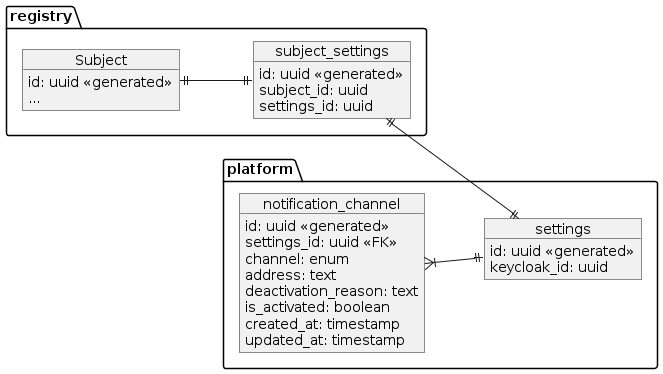 registry
Subject
id: uuid «generated»
...
subject_settings
id: uuid «generated»
subject_id: uuid
settings_id: uuid
platform
notification_channel
id: uuid «generated»
settings_id: uuid «FK»
channel: enum
address: text
deactivation_reason: text
is_activated: boolean
created_at: timestamp
updated_at: timestamp
settings
id: uuid «generated»
keycloak_id: uuid